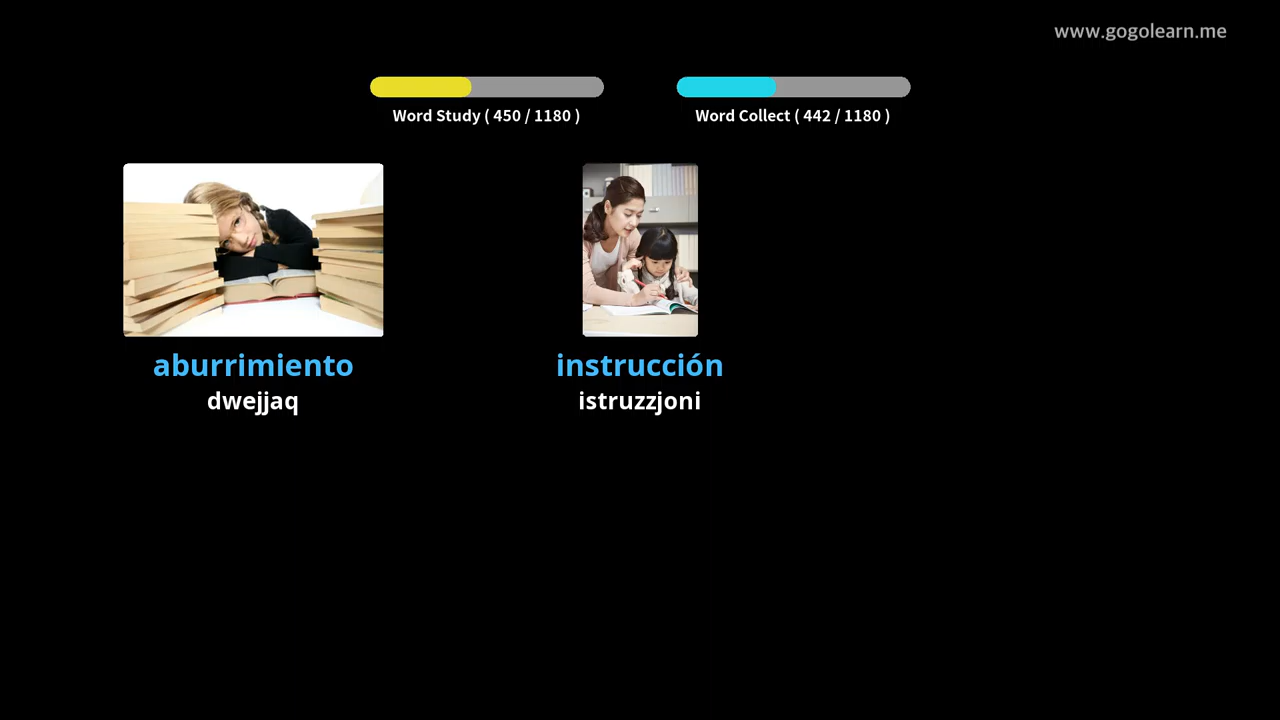 www.gogolearn.me
Word Study ( 450 / 1180 )
Word Collect ( 442 / 1180 )
aburrimiento
dwejjaq
instrucción
istruzzjoni